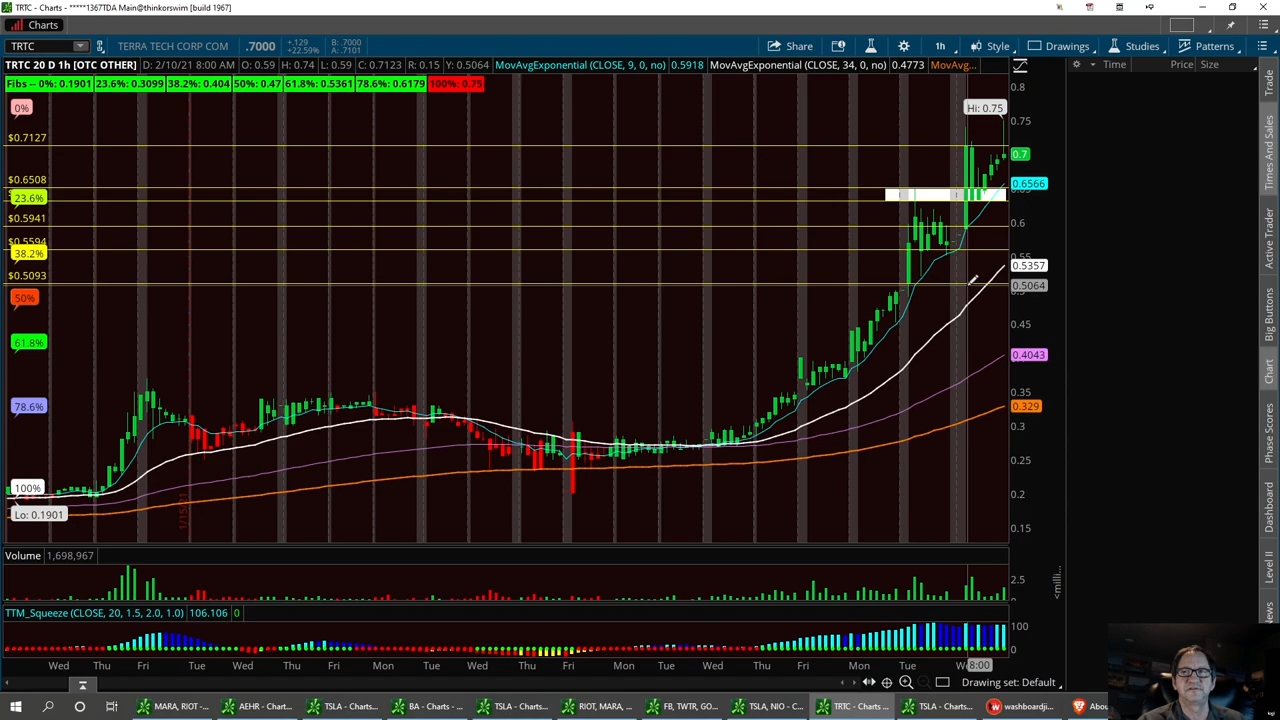 TRTC - Charts - *****1367TDA Main@thinkorswim [build 1967]
Charts
TRTC TERRA TECH CORP COM .7000 +.129 +22.59% B: .7000 A: .7101 Share 1h Style Drawings Studies Patterns
TRTC 20 D 1h [OTC OTHER] D: 2/10/21 8:00 AM O: 0.59 H: 0.74 L: 0.59 C: 0.7123 R: 0.15 Y: 0.5064 MovAvgExponential (CLOSE, 9, 0, no) 0.5918 MovAvgExponential (CLOSE, 34, 0, no) 0.4773 MovAvg...
Time Price Size
Fibs -- 0%: 0.1901 23.6%: 0.3099 38.2%: 0.404 50%: 0.47 61.8%: 0.5361 78.6%: 0.6179 100%: 0.75
0%
$0.7127
$0.6508
23.6%
$0.5941
$0.5594
38.2%
$0.5093
50%
61.8%
78.6%
100%
Lo: 0.1901
Hi: 0.75
0.8
0.75
0.7
0.6566
0.6
0.55
0.5357
0.5064
0.45
0.4043
0.35
0.329
0.3
0.25
0.2
0.15
Volume 1,698,967
2.5
<milli...
TTM_Squeeze (CLOSE, 20, 1.5, 2.0, 1.0) 106.106 0
100
0
Wed Thu Fri Tue Wed Thu Fri Mon Tue Wed Thu Fri Mon Tue Wed Thu Fri Mon Tue 8:00
Drawing set: Default
Trade
Times And Sales
Active Trader
Big Buttons
Chart
Phase Scores
Dashboard
Level II
News
MARA, RIOT -... AEHR - Charts... TSLA - Charts... BA - Charts -... TSLA - Charts... RIOT, MARA, ... FB, TWTR, GO... TSLA, NIO - C... TRTC - Charts ... TSLA - Charts... washboardji... Abou